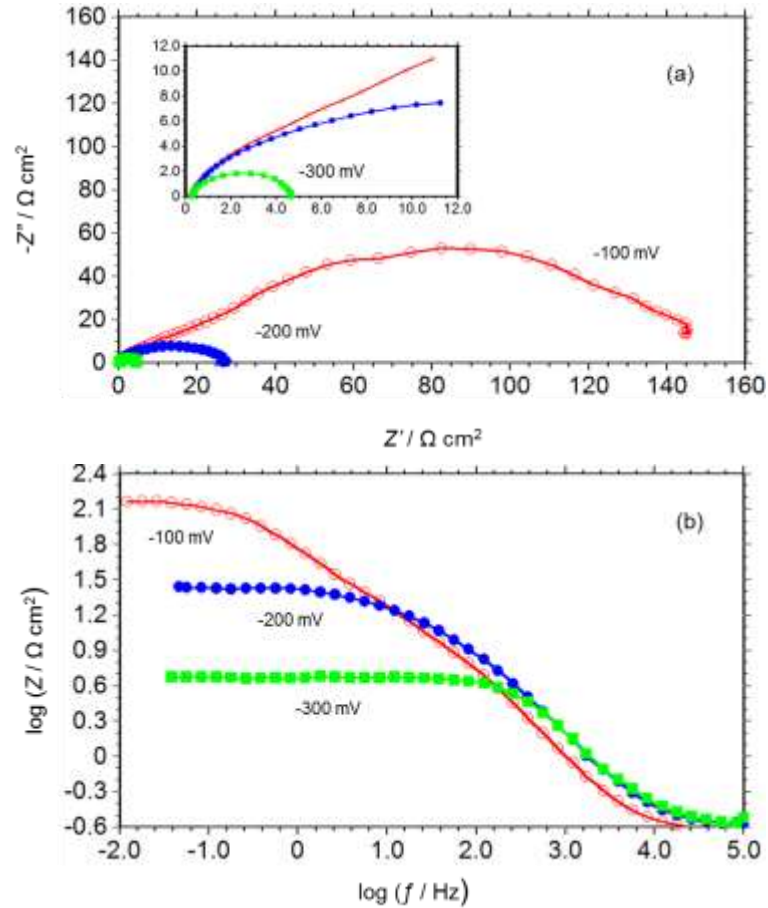 160
140
120
100
80
60
40
20
0
-Z″ / Ω cm²
(a)
12.0
10.0
8.0
6.0
4.0
2.0
0
0 2.0 4.0 6.0 8.0 10.0 12.0
-300 mV
-100 mV
-200 mV
0 20 40 60 80 100 120 140 160
Z′ / Ω cm²
2.4
2.1
1.8
1.5
1.2
0.9
0.6
0.3
0
-0.3
-0.6
log (Z / Ω cm²)
(b)
-100 mV
-200 mV
-300 mV
-2.0 -1.0 0 1.0 2.0 3.0 4.0 5.0
log (f / Hz)